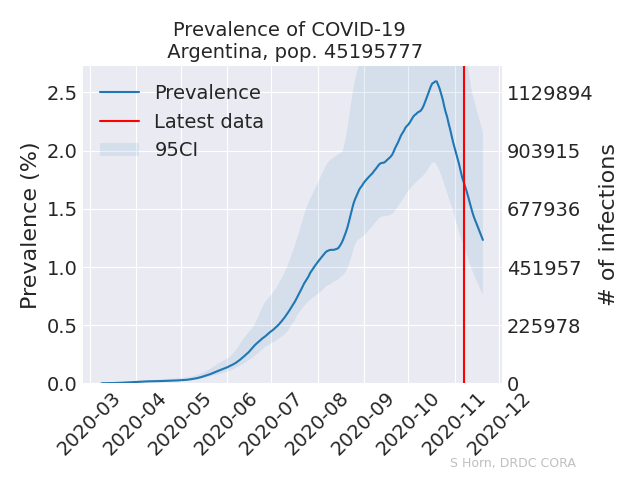 Prevalence of COVID-19
Argentina, pop. 45195777
Prevalence
Latest data
95CI
Prevalence (%)
2.5
2.0
1.5
1.0
0.5
0.0
1129894
903915
677936
451957
225978
0
# of infections
2020-03
2020-04
2020-05
2020-06
2020-07
2020-08
2020-09
2020-10
2020-11
2020-12
S Horn, DRDC CORA